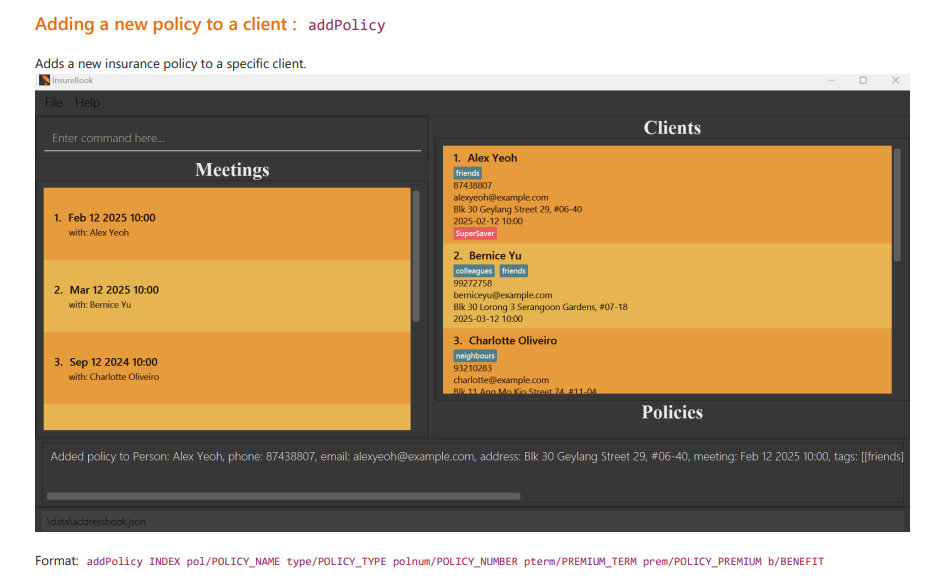 Adding a new policy to a client : addPolicy
Adds a new insurance policy to a specific client.
InsureBook
File Help
Enter command here...
Meetings
1. Feb 12 2025 10:00
with: Alex Yeoh
2. Mar 12 2025 10:00
with: Bernice Yu
3. Sep 12 2024 10:00
with: Charlotte Oliveiro
Clients
1. Alex Yeoh
friends
87438807
alexyeoh@example.com
Blk 30 Geylang Street 29, #06-40
2025-02-12 10:00
SuperSaver
2. Bernice Yu
colleagues friends
99272758
berniceyu@example.com
Blk 30 Lorong 3 Serangoon Gardens, #07-18
2025-03-12 10:00
3. Charlotte Oliveiro
neighbours
93210283
charlotte@example.com
Blk 11 Ang Mo Kio Street 74, #11-04
Policies
Added policy to Person: Alex Yeoh, phone: 87438807, email: alexyeoh@example.com, address: Blk 30 Geylang Street 29, #06-40, meeting: Feb 12 2025 10:00, tags: [[friends]
.\data\addressbook.json
Format: addPolicy INDEX pol/POLICY_NAME type/POLICY_TYPE polnum/POLICY_NUMBER pterm/PREMIUM_TERM prem/POLICY_PREMIUM b/BENEFIT